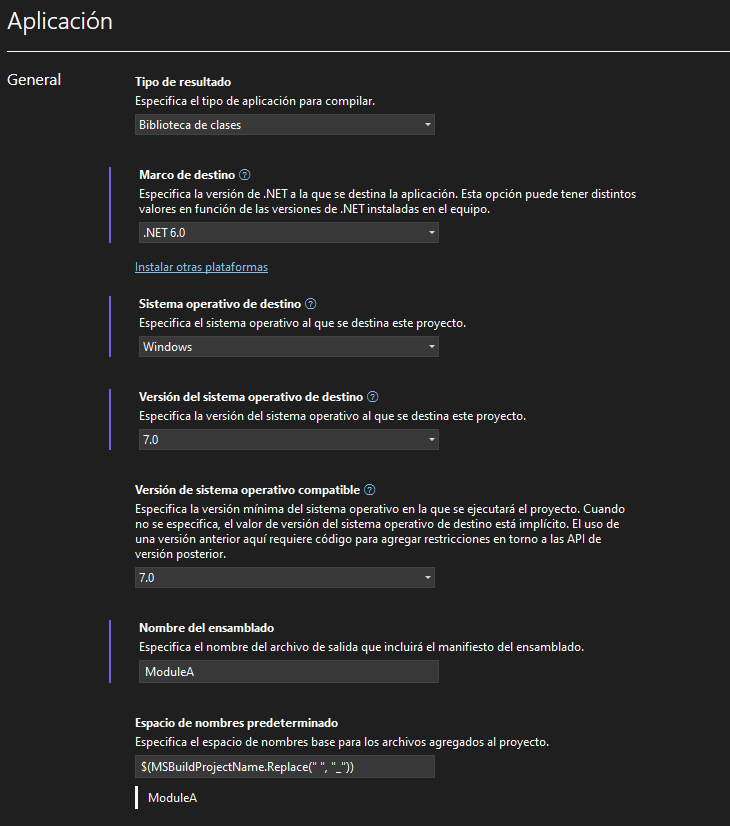 Aplicación
General
Tipo de resultado
Especifica el tipo de aplicación para compilar.
Biblioteca de clases
Marco de destino
Especifica la versión de .NET a la que se destina la aplicación. Esta opción puede tener distintos
valores en función de las versiones de .NET instaladas en el equipo.
.NET 6.0
Instalar otras plataformas
Sistema operativo de destino
Especifica el sistema operativo al que se destina este proyecto.
Windows
Versión del sistema operativo de destino
Especifica la versión del sistema operativo al que se destina este proyecto.
7.0
Versión de sistema operativo compatible
Especifica la versión mínima del sistema operativo en la que se ejecutará el proyecto. Cuando
no se especifica, el valor de versión del sistema operativo de destino está implícito. El uso de
una versión anterior aquí requiere código para agregar restricciones en torno a las API de
versión posterior.
7.0
Nombre del ensamblado
Especifica el nombre del archivo de salida que incluirá el manifiesto del ensamblado.
ModuleA
Espacio de nombres predeterminado
Especifica el espacio de nombres base para los archivos agregados al proyecto.
$(MSBuildProjectName.Replace(" ", "_"))
ModuleA